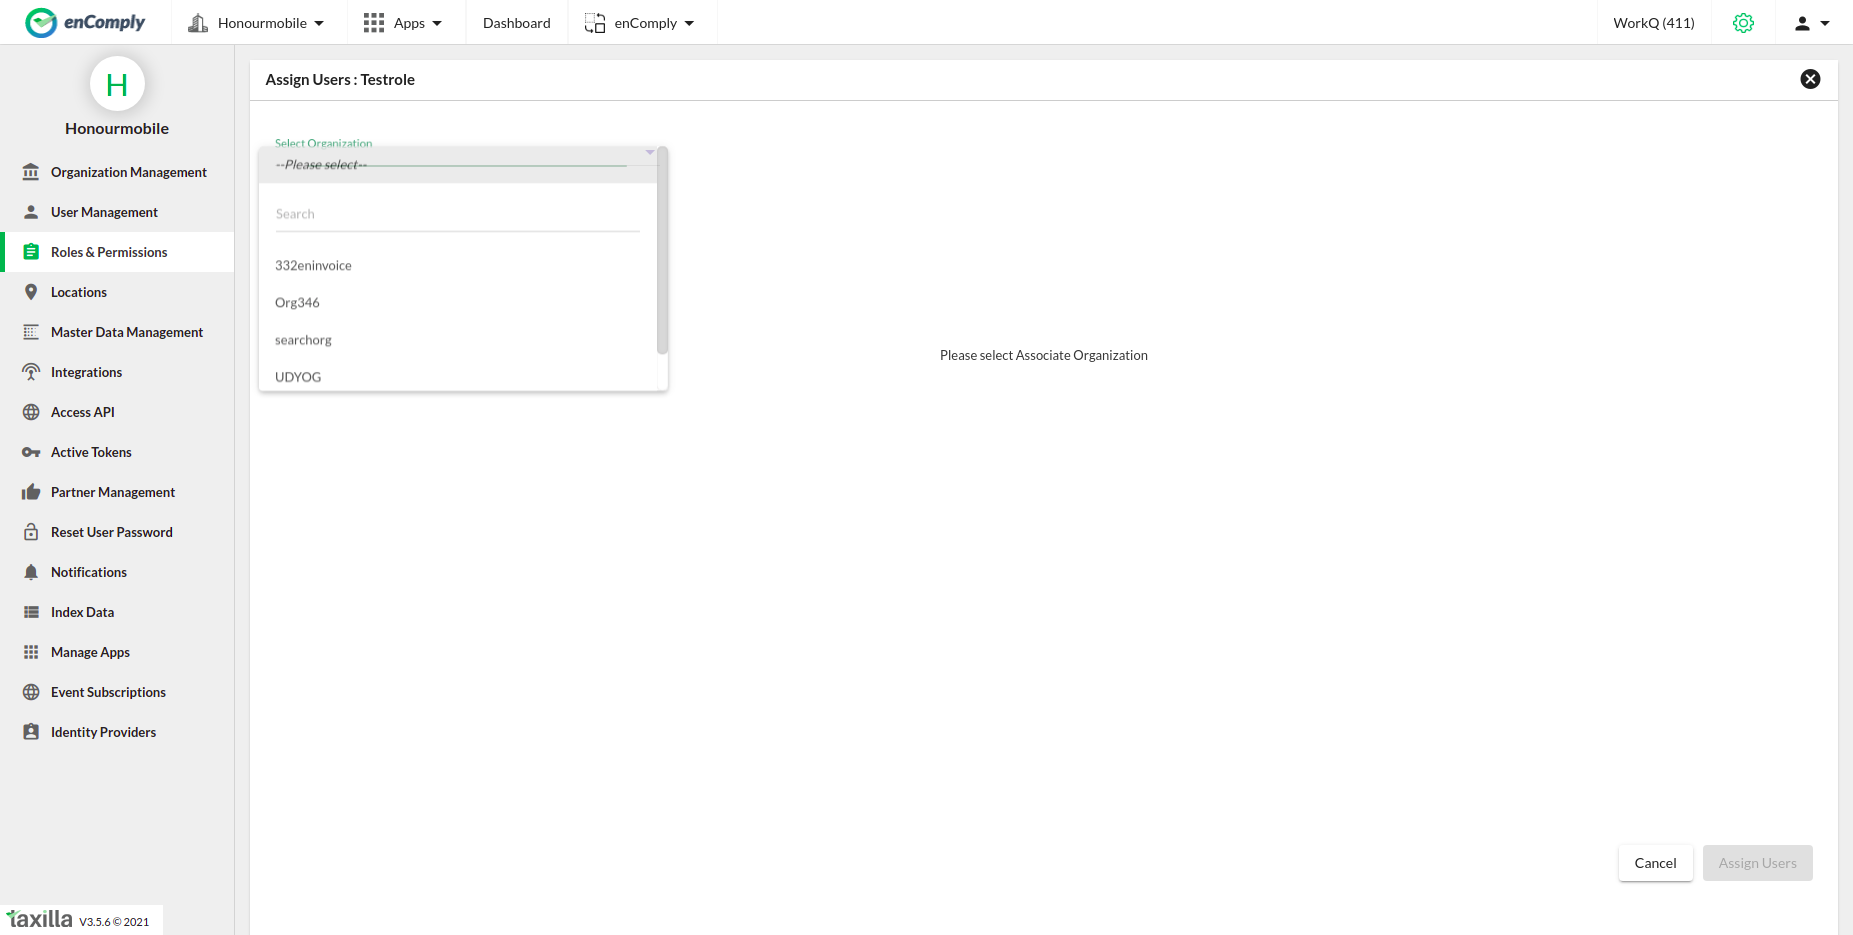 enComply
Honourmobile
Apps
Dashboard
enComply
WorkQ (411)
H
Honourmobile
Organization Management
User Management
Roles & Permissions
Locations
Master Data Management
Integrations
Access API
Active Tokens
Partner Management
Reset User Password
Notifications
Index Data
Manage Apps
Event Subscriptions
Identity Providers
taxilla V3.5.6 © 2021
Assign Users : Testrole
Select Organization
--Please select--
Search
332eninvoice
Org346
searchorg
UDYOG
Please select Associate Organization
Cancel
Assign Users